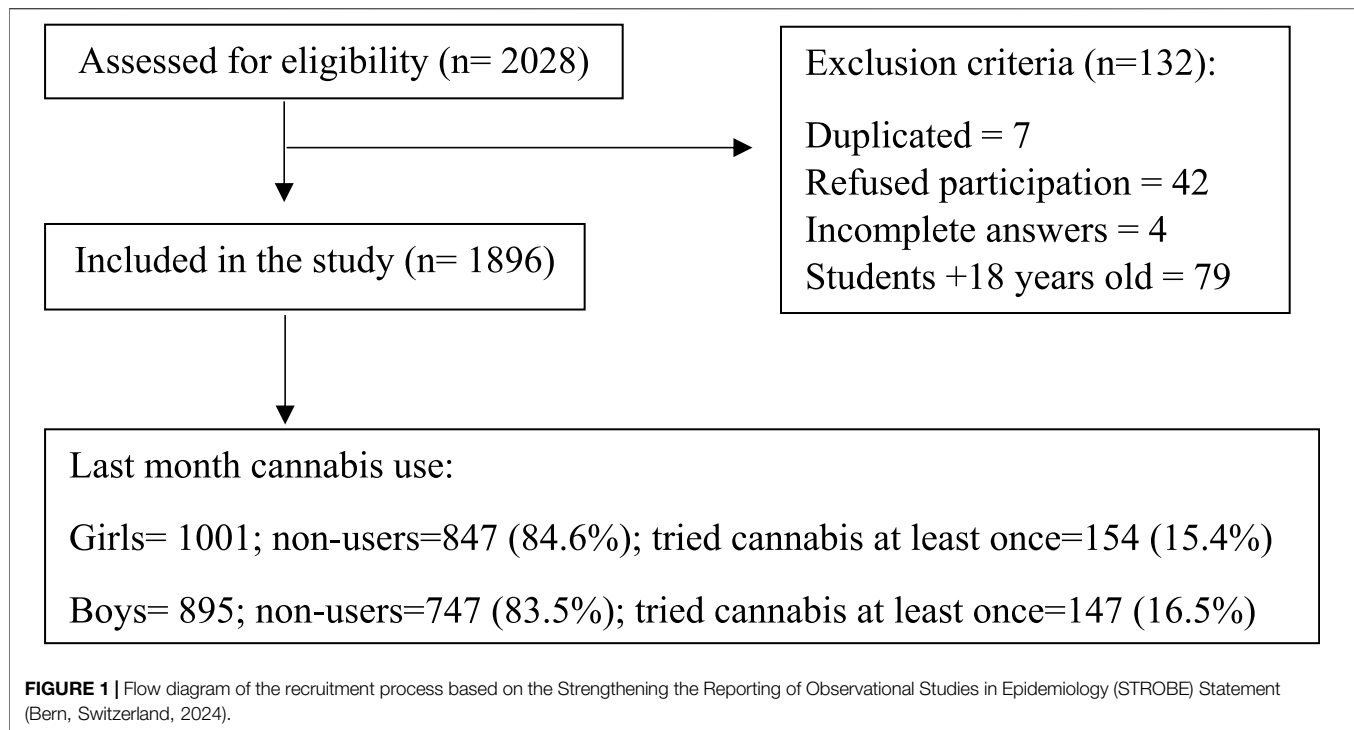 Assessed for eligibility (n= 2028)
Exclusion criteria (n=132):
Duplicated = 7
Refused participation = 42
Incomplete answers = 4
Students +18 years old = 79
Included in the study (n= 1896)
Last month cannabis use:
Girls= 1001; non-users=847 (84.6%); tried cannabis at least once=154 (15.4%)
Boys= 895; non-users=747 (83.5%); tried cannabis at least once=147 (16.5%)
FIGURE 1 | Flow diagram of the recruitment process based on the Strengthening the Reporting of Observational Studies in Epidemiology (STROBE) Statement
(Bern, Switzerland, 2024).